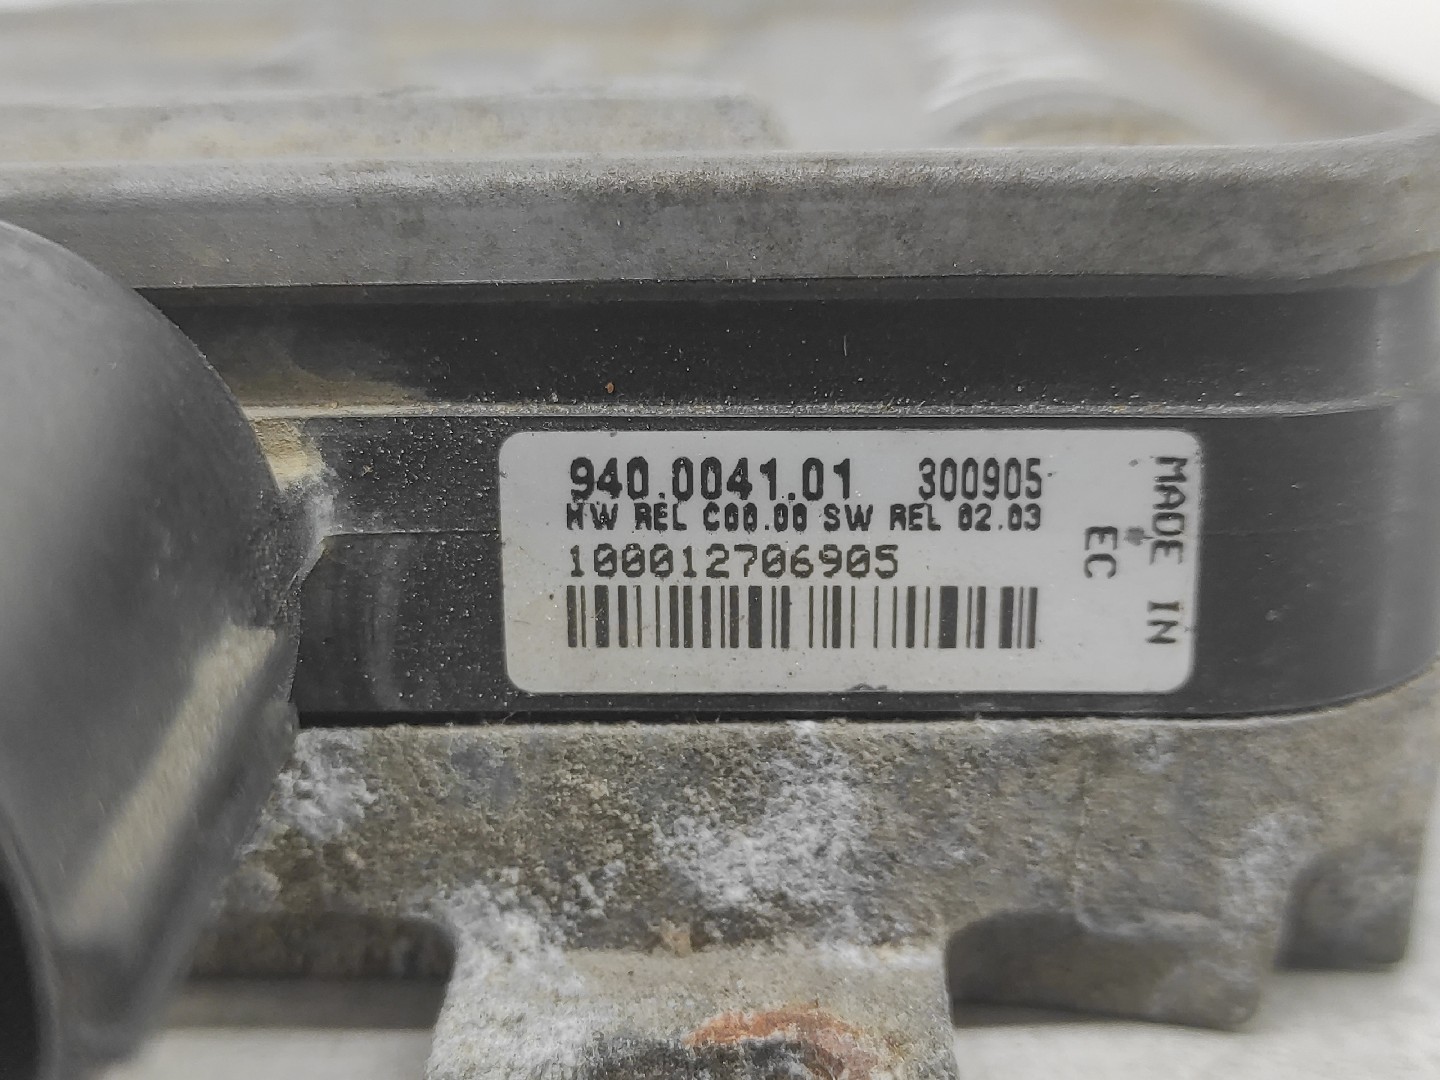 940.0041.01 300905
HW REL C00.00 SW REL 02.03
100012706905
MADE IN
EC